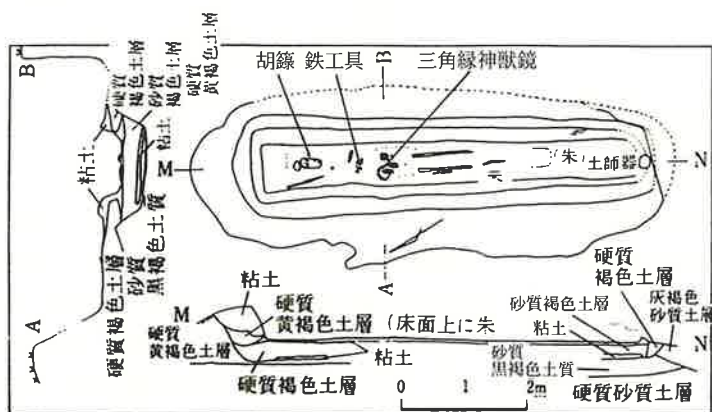 B
硬質
褐色土層
砂質
褐色土層
硬質
黄褐色土層
粘土
粘土
硬質褐色土層
砂質
黒褐色土質
A
胡籙 鉄工具 三角縁神獣鏡
B
M
(朱)
土師器
N
A
粘土
硬質
黄褐色土層
M
硬質
黄褐色土層
硬質褐色土層
粘土
(床面上に朱
硬質
褐色土層
砂質褐色土層
粘土
灰褐色
砂質土層
N
砂質
黒褐色土質
硬質砂質土層
0 1 2m